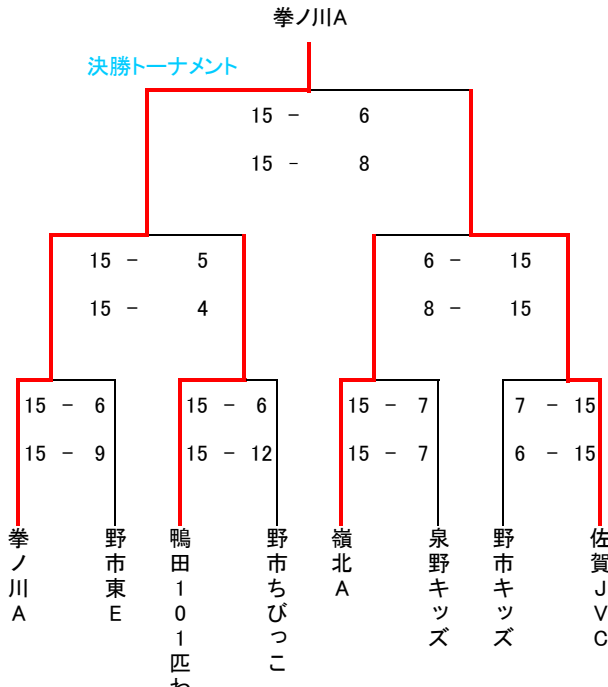 拳ノ川A
決勝トーナメント
15 - 6
15 - 8
15 - 5
15 - 4
6 - 15
8 - 15
15 - 6
15 - 9
15 - 6
15 - 12
15 - 7
15 - 7
7 - 15
6 - 15
拳ノ川A
野市東E
鴨田101匹わ
野市ちびっこ
嶺北A
泉野キッズ
野市キッズ
佐賀JVC